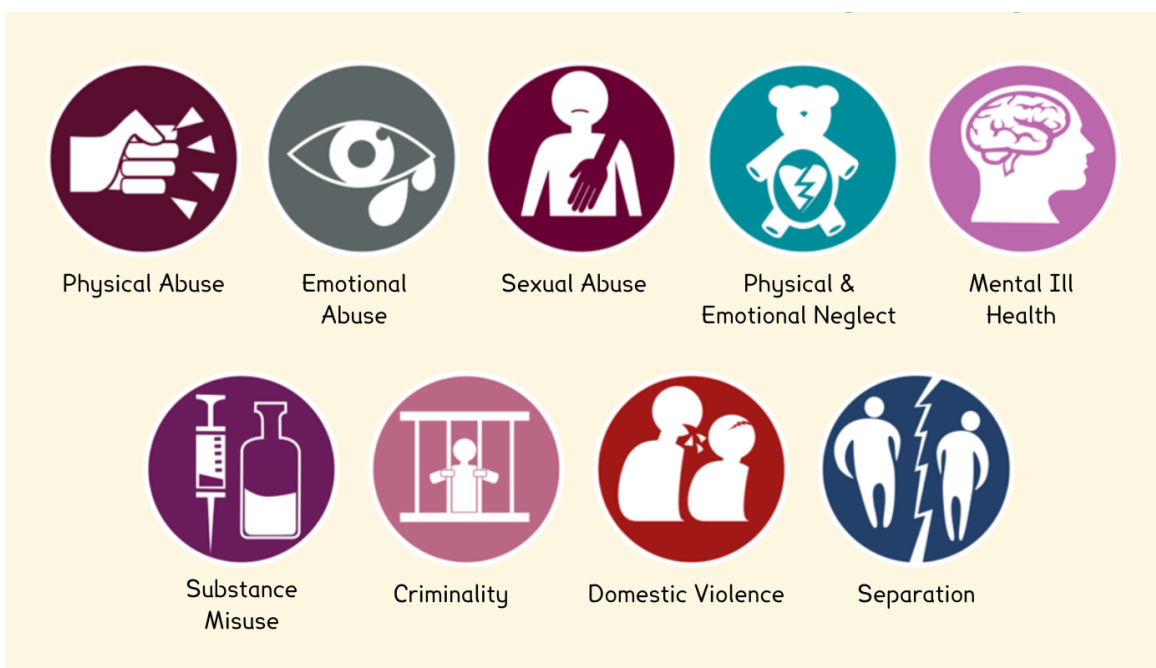 Physical Abuse
Emotional
Abuse
Sexual Abuse
Physical &
Emotional Neglect
Mental Ill
Health
Substance
Misuse
Criminality
Domestic Violence
Separation